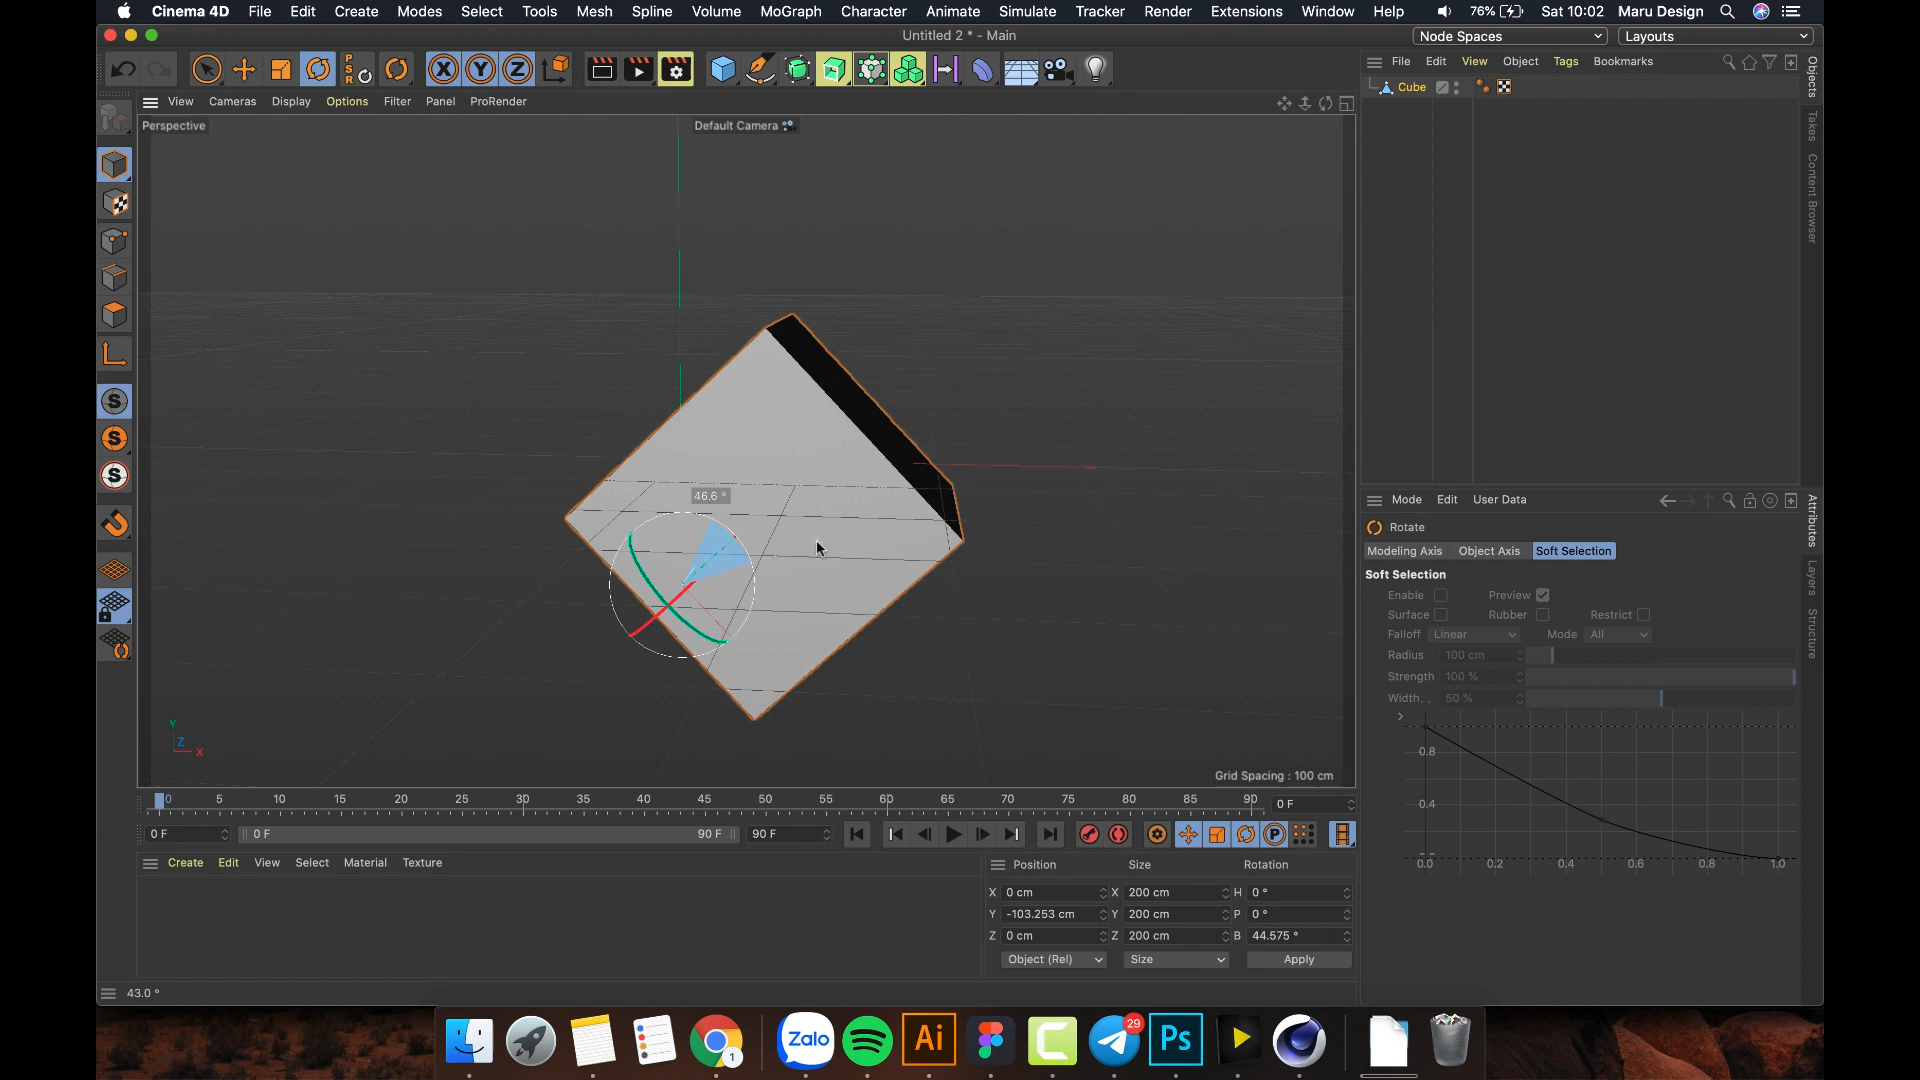 Cinema 4D File Edit Create Modes Select Tools Mesh Spline Volume MoGraph Character Animate Simulate Tracker Render Extensions Window Help 76% Sat 10:02 Maru Design
Untitled 2 * - Main
Node Spaces Layouts
X Y Z
PSR
File Edit View Object Tags Bookmarks
View Cameras Display Options Filter Panel ProRender
Cube
Perspective Default Camera
Objects
Takes
Content Browser
46.6 °
Y
Z
X
Grid Spacing : 100 cm
S
S
S
Mode Edit User Data
Rotate
Modeling Axis Object Axis Soft Selection
Soft Selection
Enable Preview
Surface Rubber Restrict
Falloff Linear Mode All
Radius 100 cm
Strength 100 %
Width. . 50 %
0.8
0.4
0.0
0.0 0.2 0.4 0.6 0.8 1.0
Attributes
Layers
Structure
0 5 10 15 20 25 30 35 40 45 50 55 60 65 70 75 80 85 90 0 F
0 F 0 F 90 F 90 F
P
Create Edit View Select Material Texture
Position Size Rotation
X 0 cm X 200 cm H 0 °
Y -103.253 cm Y 200 cm P 0 °
Z 0 cm Z 200 cm B 44.575 °
Object (Rel) Size Apply
43.0 °
1
Zalo
Ai
29
Ps